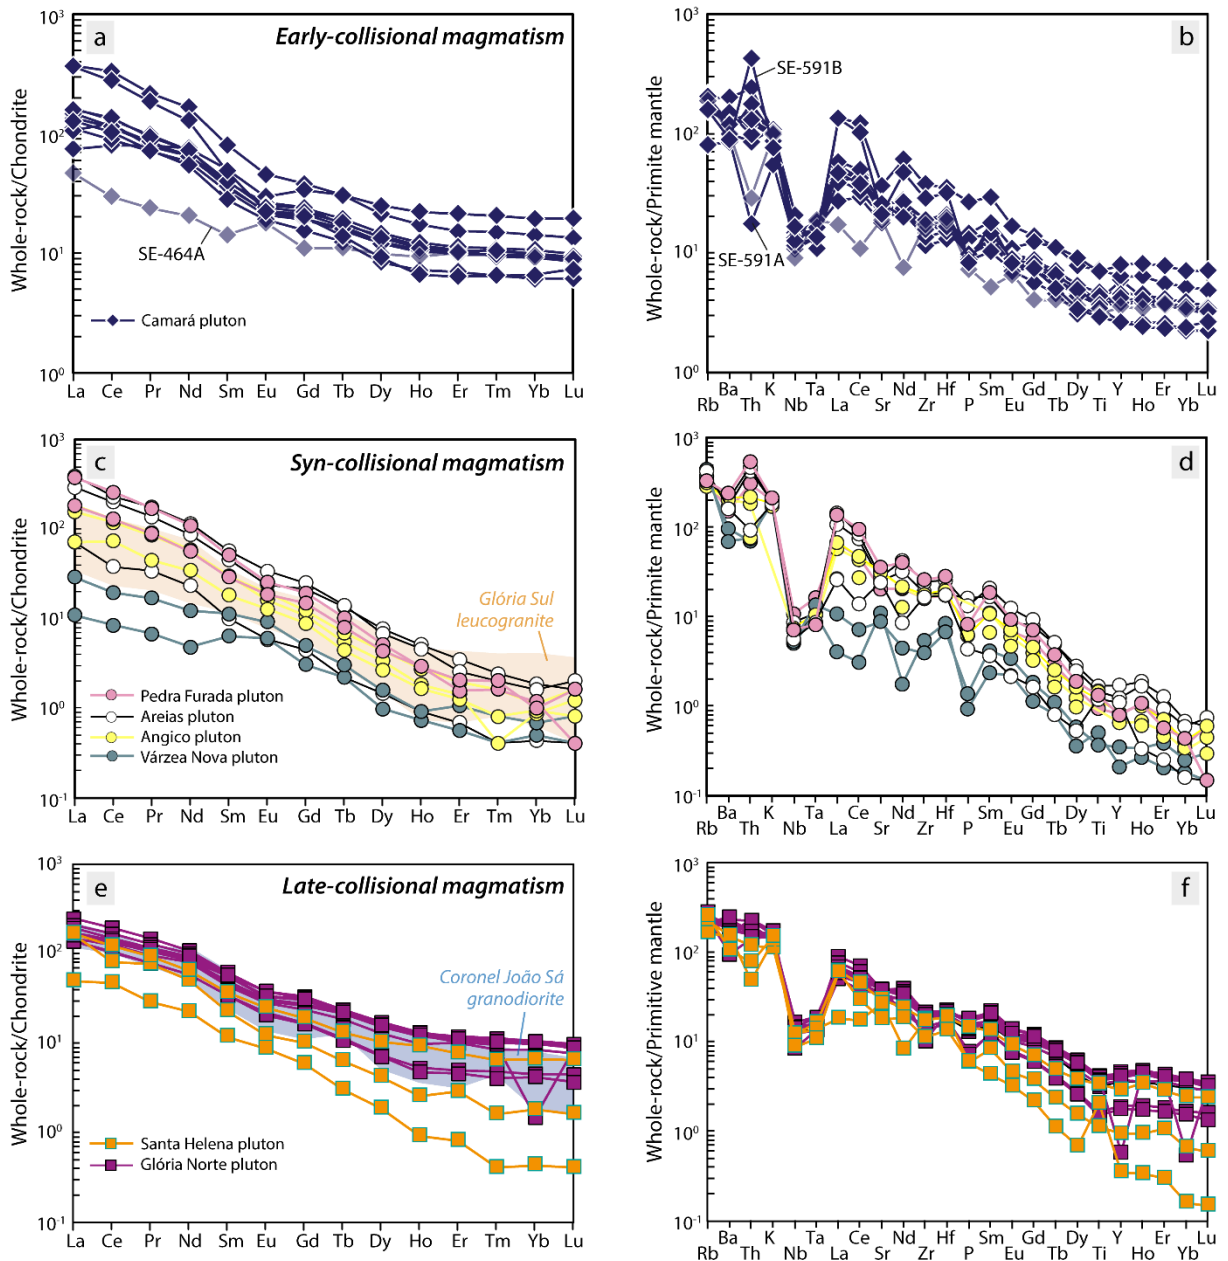 a
Early-collisional magmatism
Whole-rock/Chondrite
10³
10²
10¹
10⁰
SE-464A
Camará pluton
La Ce Pr Nd Sm Eu Gd Tb Dy Ho Er Tm Yb Lu
b
Whole-rock/Primite mantle
10³
10²
10¹
10⁰
SE-591B
SE-591A
Ba K Ta Ce Nd Hf Sm Gd Dy Y Er Lu
Rb Th Nb La Sr Zr P Eu Tb Ti Ho Yb
c
Syn-collisional magmatism
Whole-rock/Chondrite
10³
10²
10¹
10⁰
10⁻¹
Glória Sul
leucogranite
Pedra Furada pluton
Areias pluton
Angico pluton
Várzea Nova pluton
La Ce Pr Nd Sm Eu Gd Tb Dy Ho Er Tm Yb Lu
d
Whole-rock/Primite mantle
10³
10²
10¹
10⁰
10⁻¹
Ba K Ta Ce Nd Hf Sm Gd Dy Y Er Lu
Rb Th Nb La Sr Zr P Eu Tb Ti Ho Yb
e
Late-collisional magmatism
Whole-rock/Chondrite
10³
10²
10¹
10⁰
10⁻¹
Coronel João Sá
granodiorite
Santa Helena pluton
Glória Norte pluton
La Ce Pr Nd Sm Eu Gd Tb Dy Ho Er Tm Yb Lu
f
Whole-rock/Primitive mantle
10³
10²
10¹
10⁰
10⁻¹
Ba K Ta Ce Nd Hf Sm Gd Dy Y Er Lu
Rb Th Nb La Sr Zr P Eu Tb Ti Ho Yb